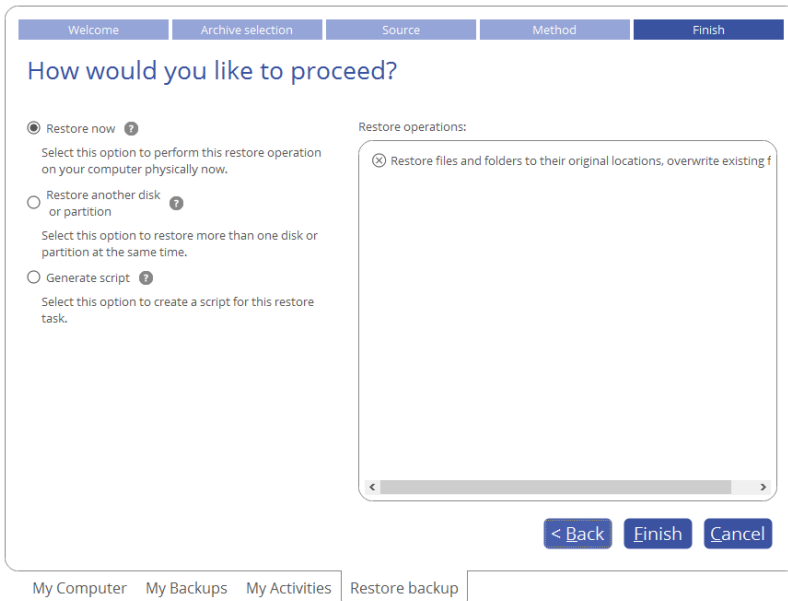 Welcome
Archive selection
Source
Method
Finish
How would you like to proceed?
Restore now ?
Select this option to perform this restore operation
on your computer physically now.
Restore another disk
or partition ?
Select this option to restore more than one disk or
partition at the same time.
Generate script ?
Select this option to create a script for this restore
task.
Restore operations:
Restore files and folders to their original locations, overwrite existing f
< Back
Finish
Cancel
My Computer
My Backups
My Activities
Restore backup